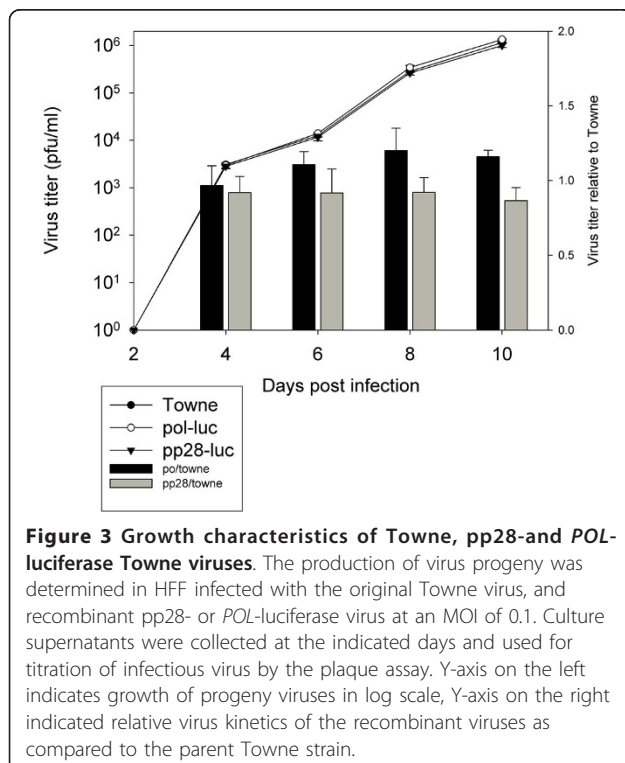 10⁶
10⁵
10⁴
10³
10²
10¹
10⁰
Virus titer (pfu/ml)
2.0
1.5
1.0
0.5
0.0
Virus titer relative to Towne
2 4 6 8 10
Days post infection
Towne
pol-luc
pp28-luc
po/towne
pp28/towne
Figure 3 Growth characteristics of Towne, pp28-and POL-
luciferase Towne viruses. The production of virus progeny was
determined in HFF infected with the original Towne virus, and
recombinant pp28- or POL-luciferase virus at an MOI of 0.1. Culture
supernatants were collected at the indicated days and used for
titration of infectious virus by the plaque assay. Y-axis on the left
indicates growth of progeny viruses in log scale, Y-axis on the right
indicated relative virus kinetics of the recombinant viruses as
compared to the parent Towne strain.